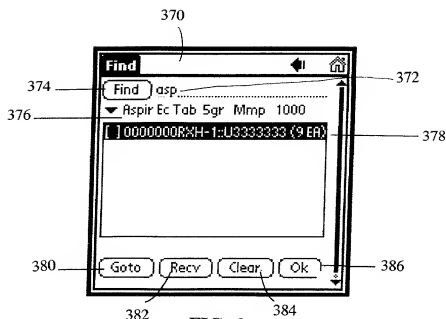 370
Find
374
Find asp
372
376
Aspir Ec Tab 5gr Mmp 1000
[ ] 0000000RXH-1::U3333333 (9 EA)
378
380
Goto Recv Clear Ok
386
382
384